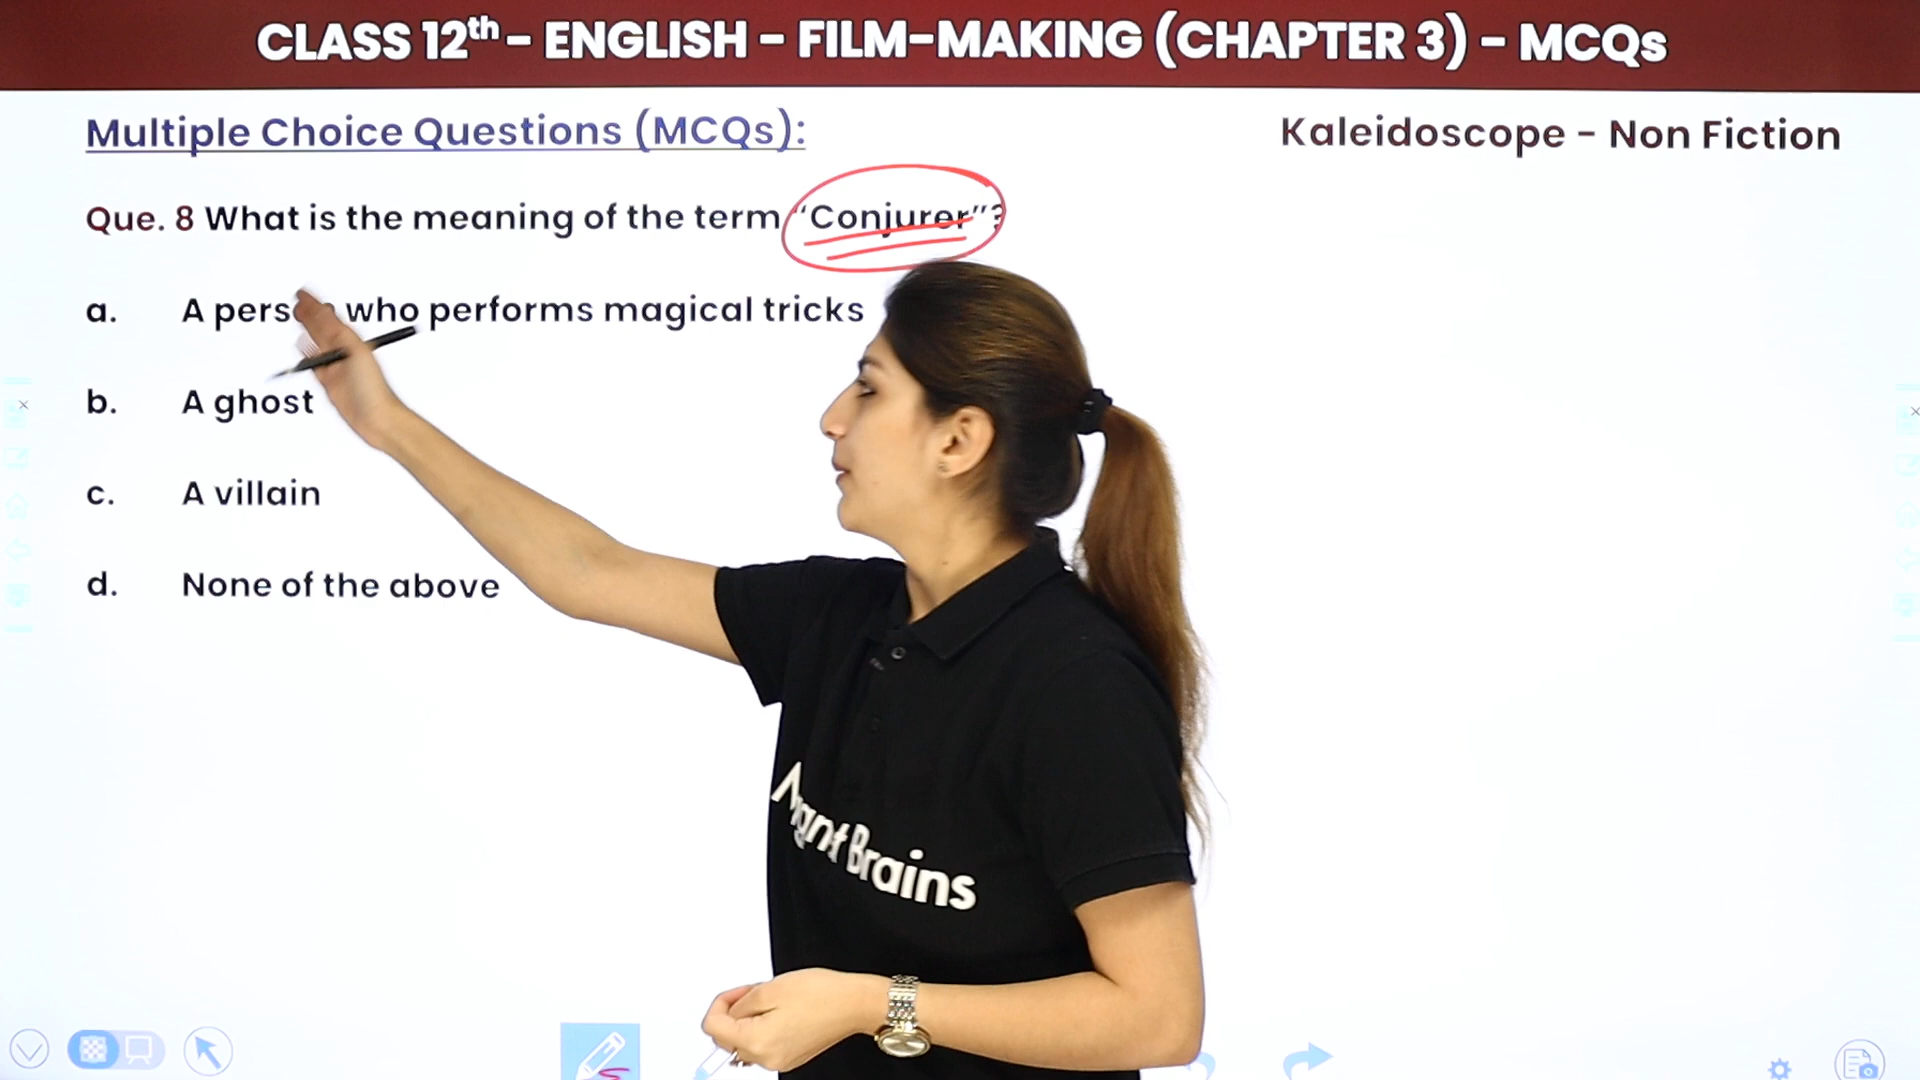 CLASS 12th - ENGLISH - FILM-MAKING (CHAPTER 3) - MCQs
Multiple Choice Questions (MCQs):
Kaleidoscope - Non Fiction
Que. 8 What is the meaning of the term "Conjurer"?
a. A person who performs magical tricks
b. A ghost
c. A villain
d. None of the above
Brains